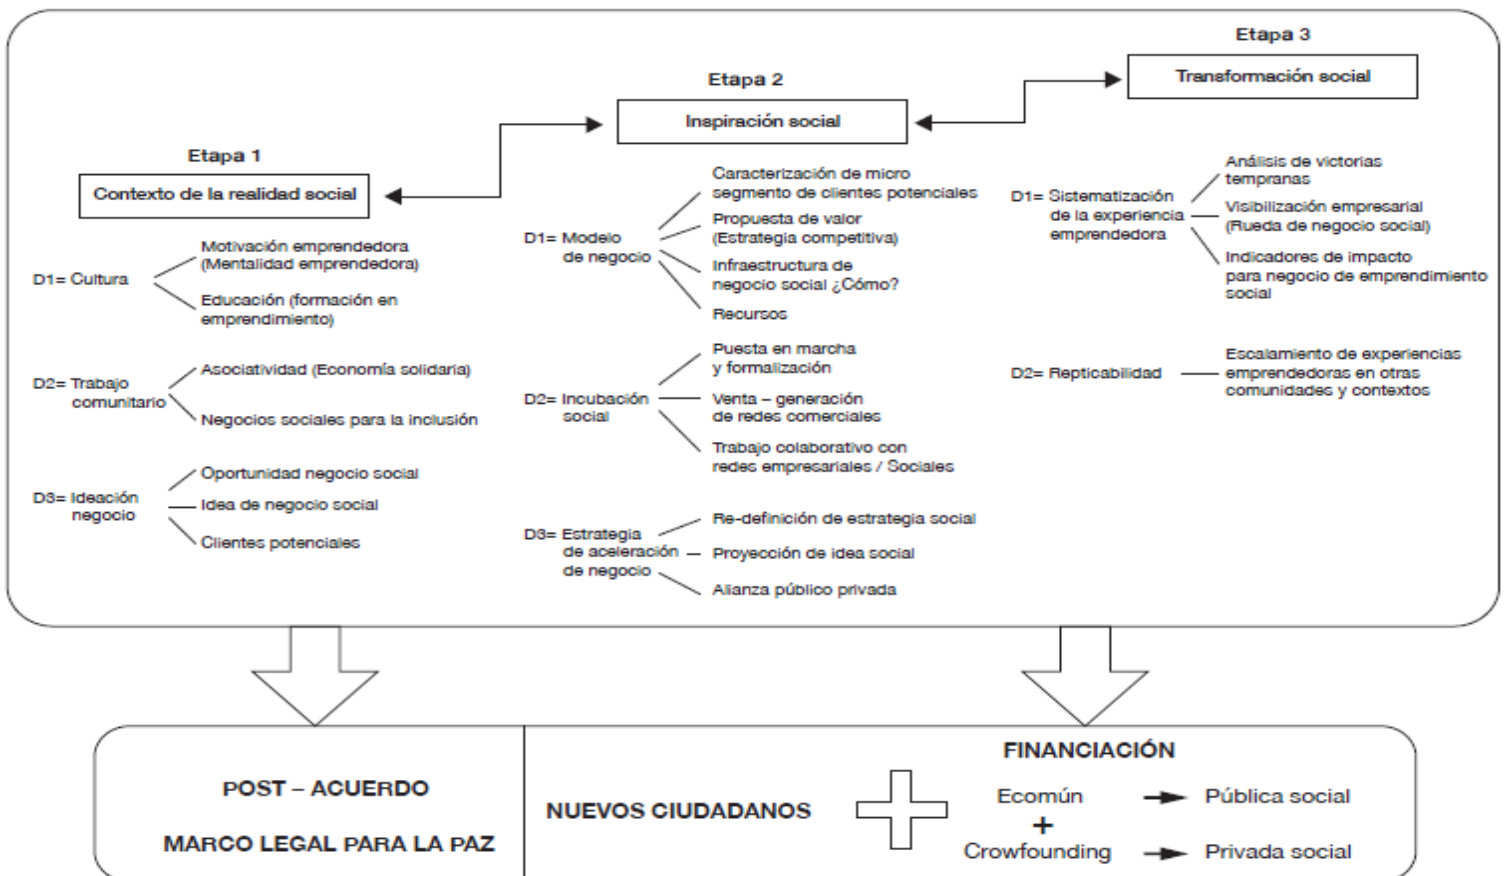 Etapa 1
Contexto de la realidad social
D1= Cultura
Motivación emprendedora
(Mentalidad emprendedora)
Educación (formación en
emprendimiento)
D2= Trabajo
comunitario
Asociatividad (Economía solidaria)
Negocios sociales para la inclusión
D3= Ideación
negocio
Oportunidad negocio social
Idea de negocio social
Clientes potenciales
Etapa 2
Inspiración social
D1= Modelo
de negocio
Caracterización de micro
segmento de clientes potenciales
Propuesta de valor
(Estrategia competitiva)
Infraestructura de
negocio social ¿Cómo?
Recursos
D2= Incubación
social
Puesta en marcha
y formalización
Venta – generación
de redes comerciales
Trabajo colaborativo con
redes empresariales / Sociales
D3= Estrategia
de aceleración
de negocio
Re-definición de estrategia social
Proyección de idea social
Alianza público privada
Etapa 3
Transformación social
D1= Sistematización
de la experiencia
emprendedora
Análisis de victorias
tempranas
Visibilización empresarial
(Rueda de negocio social)
Indicadores de impacto
para negocio de emprendimiento
social
D2= Repticabilidad
Escalamiento de experiencias
emprendedoras en otras
comunidades y contextos
POST – ACUERDO
MARCO LEGAL PARA LA PAZ
NUEVOS CIUDADANOS
FINANCIACIÓN
Ecomún
Pública social
+
Crowfounding
Privada social